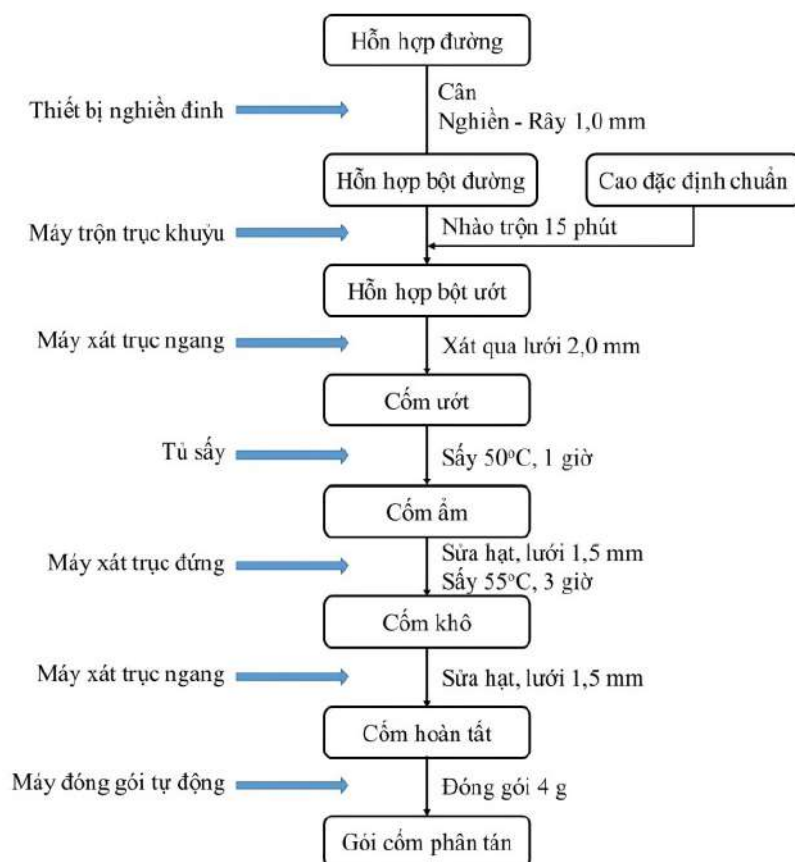 Hỗn hợp đường
Thiết bị nghiền đinh
Cân
Nghiền - Rây 1,0 mm
Hỗn hợp bột đường
Cao đặc định chuẩn
Máy trộn trục khuỷu
Nhào trộn 15 phút
Hỗn hợp bột ướt
Máy xát trục ngang
Xát qua lưới 2,0 mm
Cốm ướt
Tủ sấy
Sấy 50°C, 1 giờ
Cốm ẩm
Máy xát trục đứng
Sửa hạt, lưới 1,5 mm
Sấy 55°C, 3 giờ
Cốm khô
Máy xát trục ngang
Sửa hạt, lưới 1,5 mm
Cốm hoàn tất
Máy đóng gói tự động
Đóng gói 4 g
Gói cốm phân tán